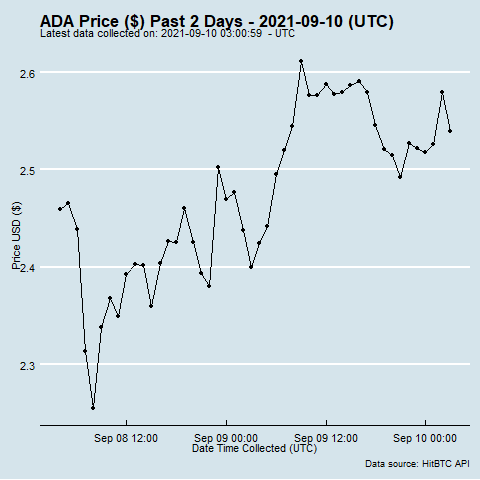 ADA Price ($) Past 2 Days - 2021-09-10 (UTC)
Latest data collected on: 2021-09-10 03:00:59  - UTC
2.6
2.5
2.4
2.3
Price USD ($)
Sep 08 12:00 Sep 09 00:00 Sep 09 12:00 Sep 10 00:00
Date Time Collected (UTC)
Data source: HitBTC API